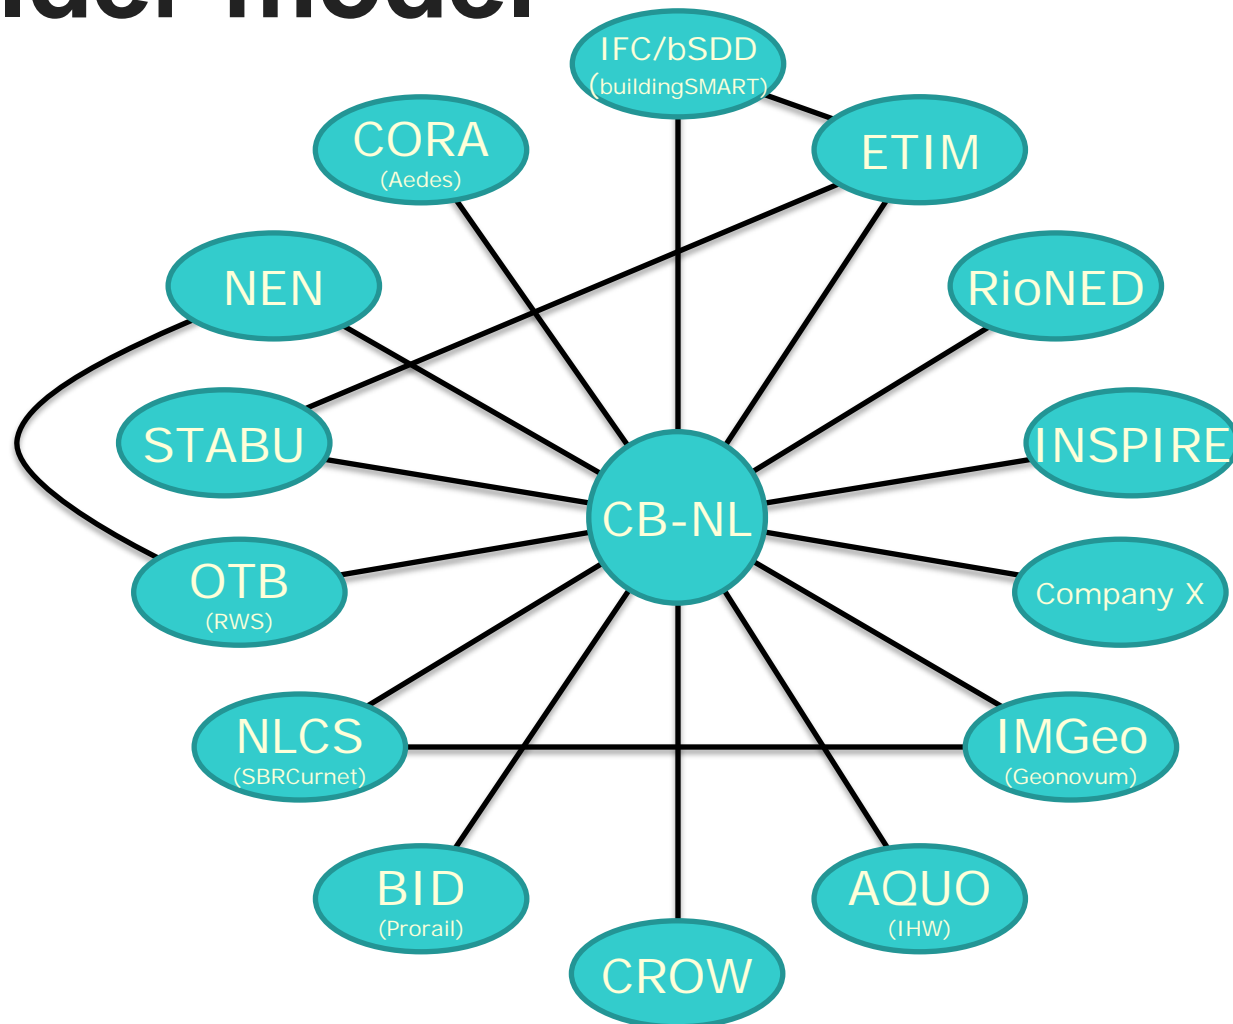 model
IFC/bSDD
(buildingSMART)
CORA
(Aedes)
ETIM
NEN
RioNED
STABU
INSPIRE
CB-NL
OTB
(RWS)
Company X
NLCS
(SBRCurnet)
IMGeo
(Geonovum)
BID
(Prorail)
AQUO
(IHW)
CROW